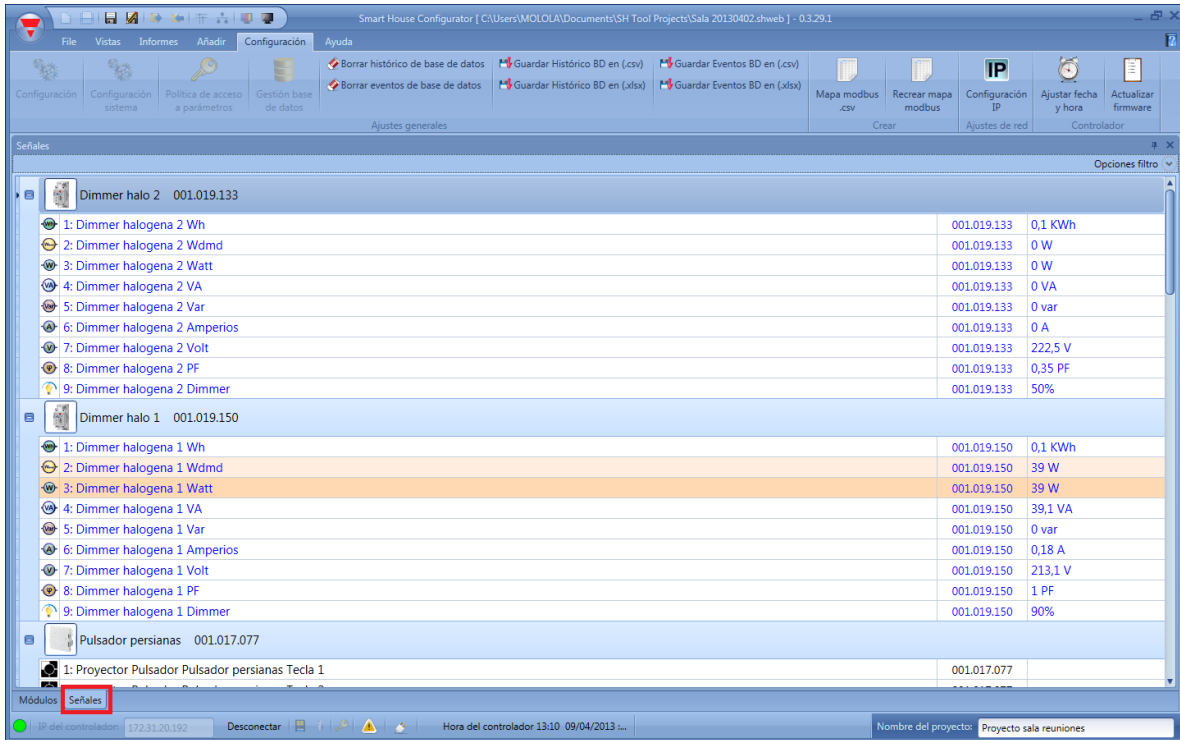 Smart House Configurator [ C:\Users\MOLOLA\Documents\SH Tool Projects\Sala 20130402.shweb ] - 0.3.29.1
File Vistas Informes Añadir Configuración Ayuda
Configuración
Configuración sistema
Política de acceso a parámetros
Gestión base de datos
Borrar histórico de base de datos
Borrar eventos de base de datos
Guardar Histórico BD en (.csv)
Guardar Histórico BD en (.xlsx)
Guardar Eventos BD en (.csv)
Guardar Eventos BD en (.xlsx)
Ajustes generales
Mapa modbus .csv
Recrear mapa modbus
Crear
IP
Configuración IP
Ajustes de red
Ajustar fecha y hora
Actualizar firmware
Controlador
Señales
Opciones filtro
Dimmer halo 2 001.019.133
1: Dimmer halogena 2 Wh 001.019.133 0,1 KWh
2: Dimmer halogena 2 Wdmd 001.019.133 0 W
3: Dimmer halogena 2 Watt 001.019.133 0 W
4: Dimmer halogena 2 VA 001.019.133 0 VA
5: Dimmer halogena 2 Var 001.019.133 0 var
6: Dimmer halogena 2 Amperios 001.019.133 0 A
7: Dimmer halogena 2 Volt 001.019.133 222,5 V
8: Dimmer halogena 2 PF 001.019.133 0,35 PF
9: Dimmer halogena 2 Dimmer 001.019.133 50%
Dimmer halo 1 001.019.150
1: Dimmer halogena 1 Wh 001.019.150 0,1 KWh
2: Dimmer halogena 1 Wdmd 001.019.150 39 W
3: Dimmer halogena 1 Watt 001.019.150 39 W
4: Dimmer halogena 1 VA 001.019.150 39,1 VA
5: Dimmer halogena 1 Var 001.019.150 0 var
6: Dimmer halogena 1 Amperios 001.019.150 0,18 A
7: Dimmer halogena 1 Volt 001.019.150 213,1 V
8: Dimmer halogena 1 PF 001.019.150 1 PF
9: Dimmer halogena 1 Dimmer 001.019.150 90%
Pulsador persianas 001.017.077
1: Proyector Pulsador Pulsador persianas Tecla 1 001.017.077
Módulos Señales
IP del controlador: 172.31.20.192 Desconectar Hora del controlador 13:10 09/04/2013 :... Nombre del proyecto: Proyecto sala reuniones